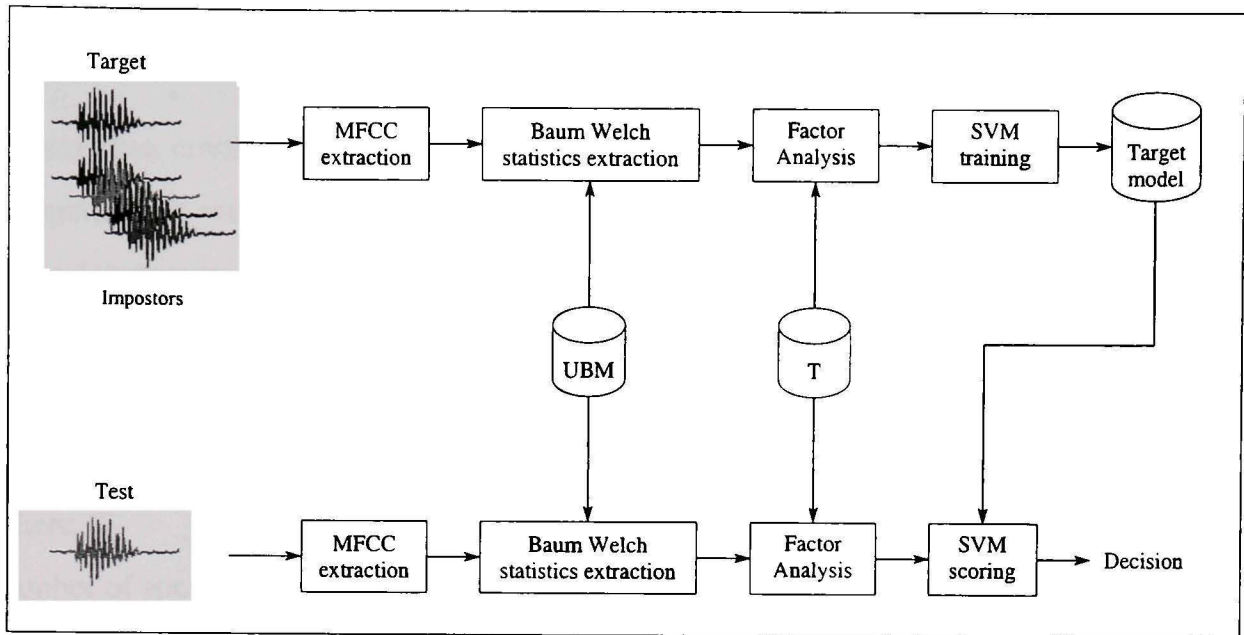 Target
MFCC
extraction
Baum Welch
statistics extraction
Factor
Analysis
SVM
training
Target
model
Impostors
UBM
T
Test
MFCC
extraction
Baum Welch
statistics extraction
Factor
Analysis
SVM
scoring
Decision